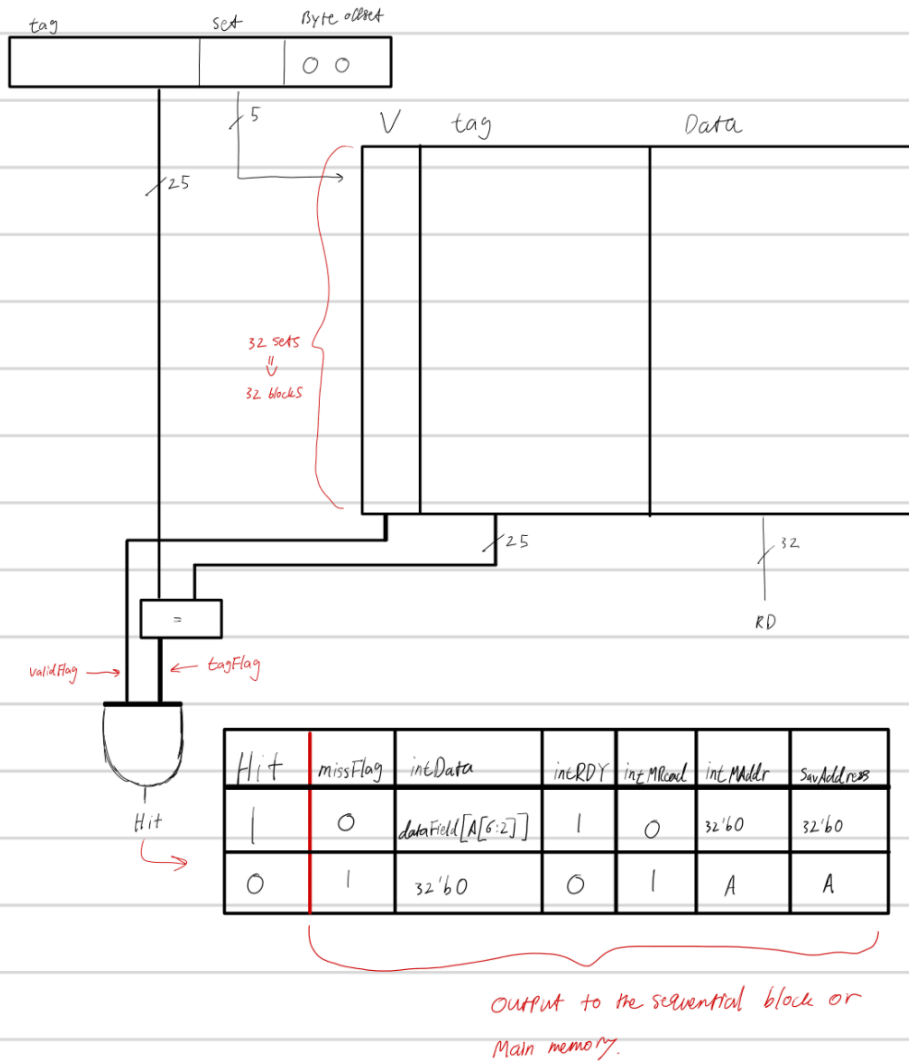 tag set Byte offset
0 0
5
V tag Data
25
32 sets
=
32 blocks
25
32
RD
=
validFlag
tagFlag
Hit
Hit missFlag intData intRDY intMRead intMAddr SavAddress
1 0 dataField[A[6:2]] 1 0 32'b0 32'b0
0 1 32'b0 0 1 A A
Output to the sequential block or
Main memory.